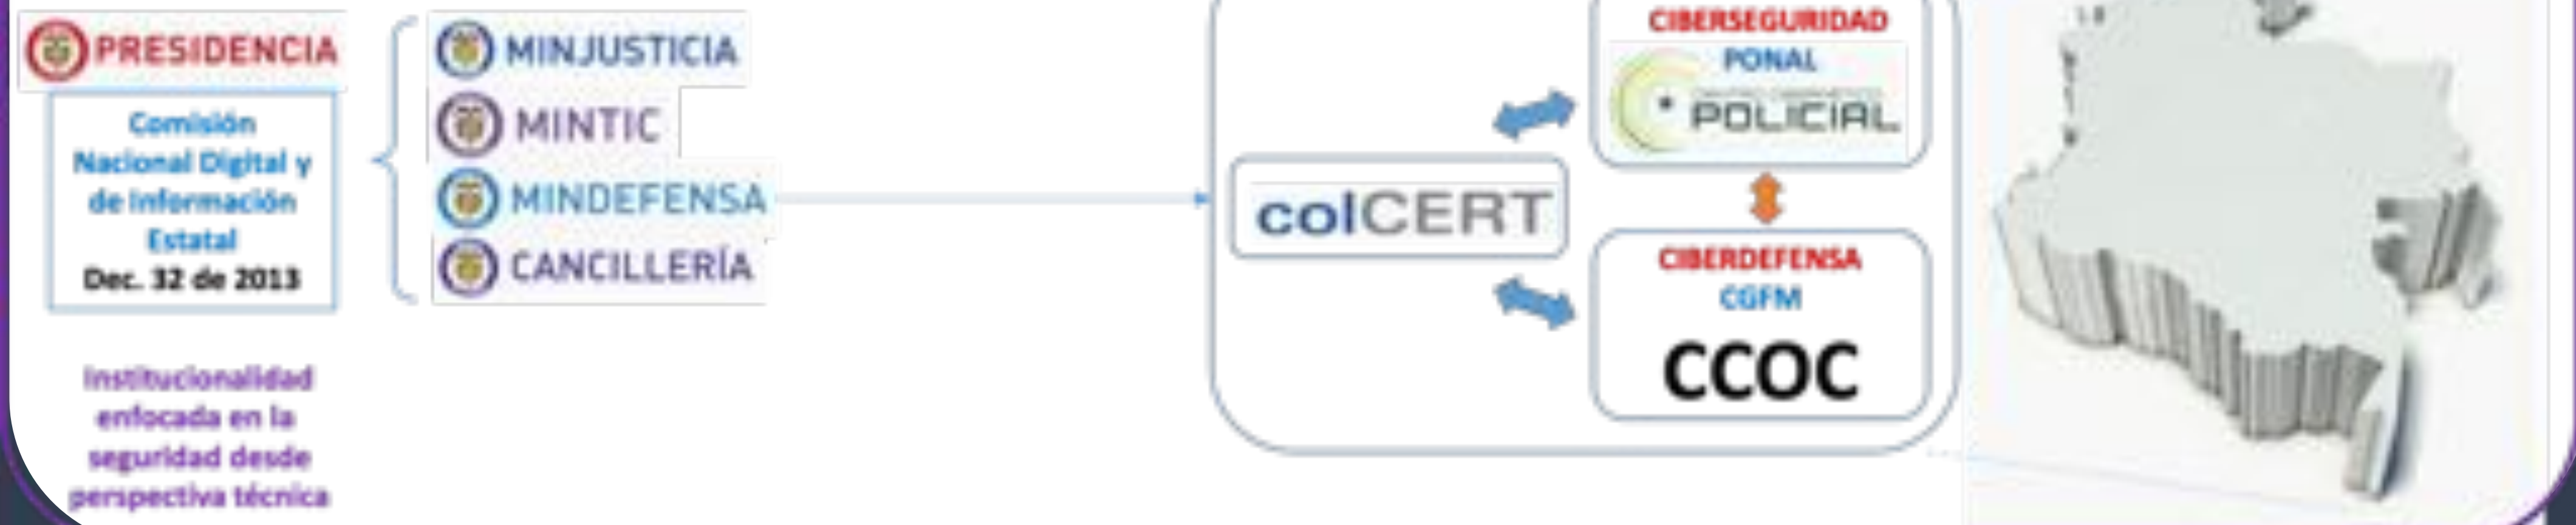 PRESIDENCIA
Comisión
Nacional Digital y
de Información
Estatal
Dec. 32 de 2013
Institucionalidad
enfocada en la
seguridad desde
perspectiva técnica
MINJUSTICIA
MINTIC
MINDEFENSA
CANCILLERÍA
colCERT
CIBERSEGURIDAD
PONAL
POLICIAL
CIBERDEFENSA
CGFM
CCOC